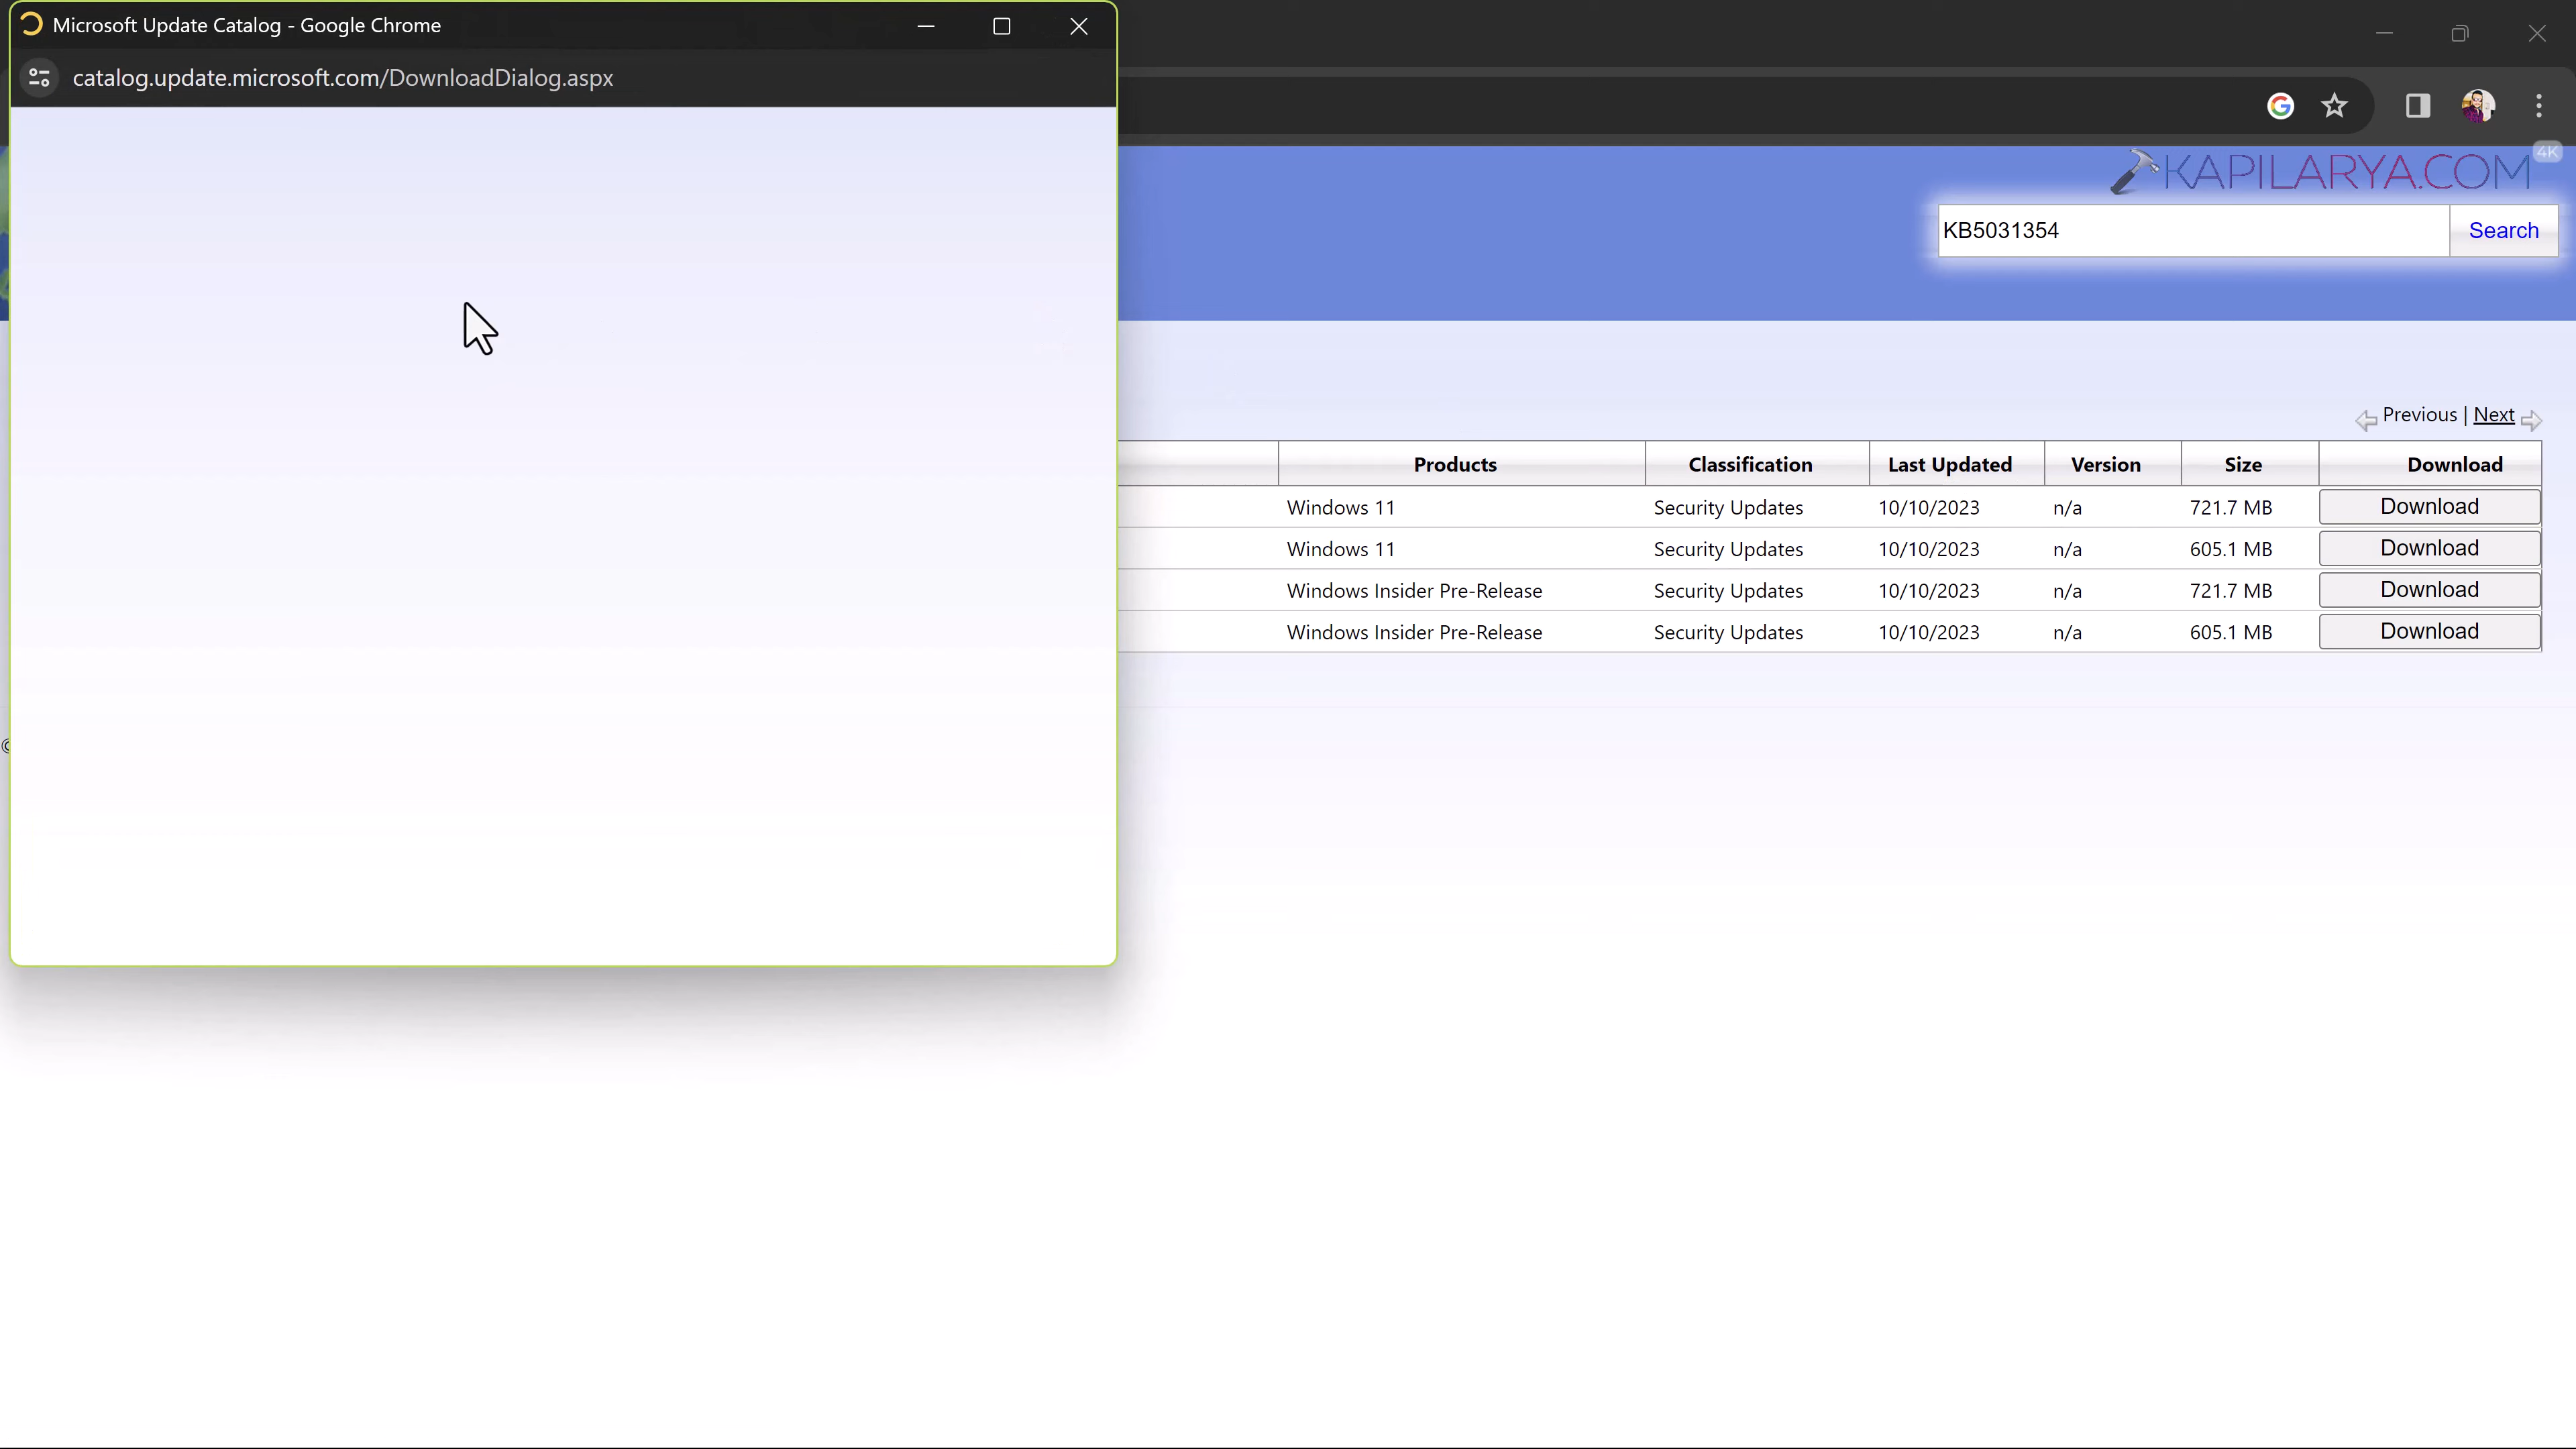 Microsoft Update Catalog - Google Chrome
catalog.update.microsoft.com/DownloadDialog.aspx
4K
KAPILARYA.COM
KB5031354 Search
Previous | Next
Products Classification Last Updated Version Size Download
Windows 11 Security Updates 10/10/2023 n/a 721.7 MB Download
Windows 11 Security Updates 10/10/2023 n/a 605.1 MB Download
Windows Insider Pre-Release Security Updates 10/10/2023 n/a 721.7 MB Download
Windows Insider Pre-Release Security Updates 10/10/2023 n/a 605.1 MB Download